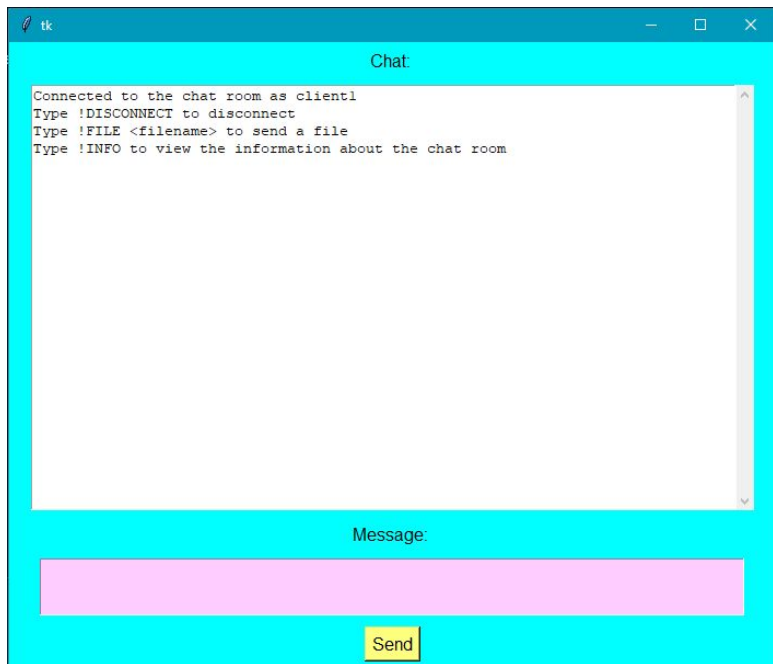 tk
Chat:
Connected to the chat room as client1
Type !DISCONNECT to disconnect
Type !FILE <filename> to send a file
Type !INFO to view the information about the chat room
Message:
Send